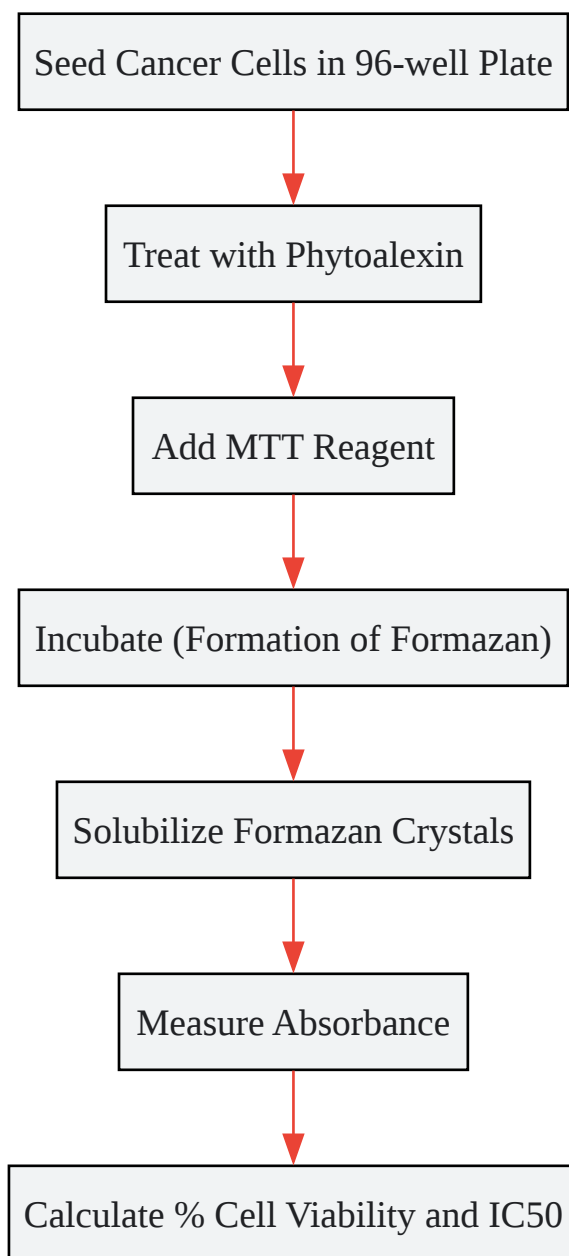 Seed Cancer Cells in 96-well Plate
Treat with Phytoalexin
Add MTT Reagent
Incubate (Formation of Formazan)
Solubilize Formazan Crystals
Measure Absorbance
Calculate % Cell Viability and IC50